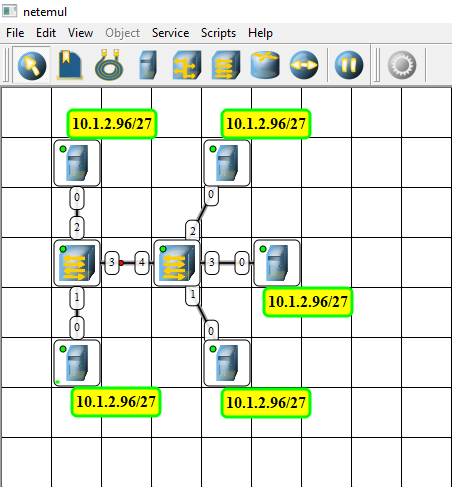 netemul
File Edit View Object Service Scripts Help
10.1.2.96/27 10.1.2.96/27
0 0
2 2
3 4 3 0
10.1.2.96/27
1 1
0 0
10.1.2.96/27 10.1.2.96/27